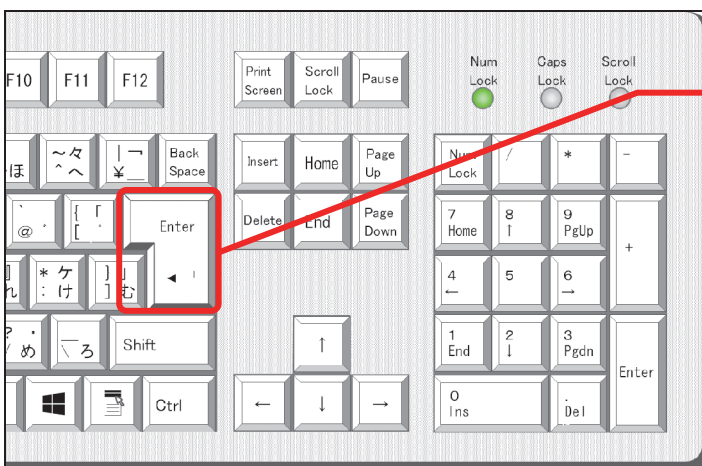 F10 F11 F12
Print Screen
Scroll Lock
Pause
Num Lock
Caps Lock
Scroll Lock
ほ
~々
^へ
|¬
¥_
Back Space
Insert
Home
Page Up
Num Lock
/
*
-
`
@゛
{「
[゜
Enter
Delete
End
Page Down
7 Home
8 ↑
9 PgUp
+
]
れ
*ケ
:け
}」
]む
4 ←
5
6 →
?・
/め
_
\ろ
Shift
↑
1 End
2 ↓
3 Pgdn
Enter
Ctrl
←
↓
→
0 Ins
. Del